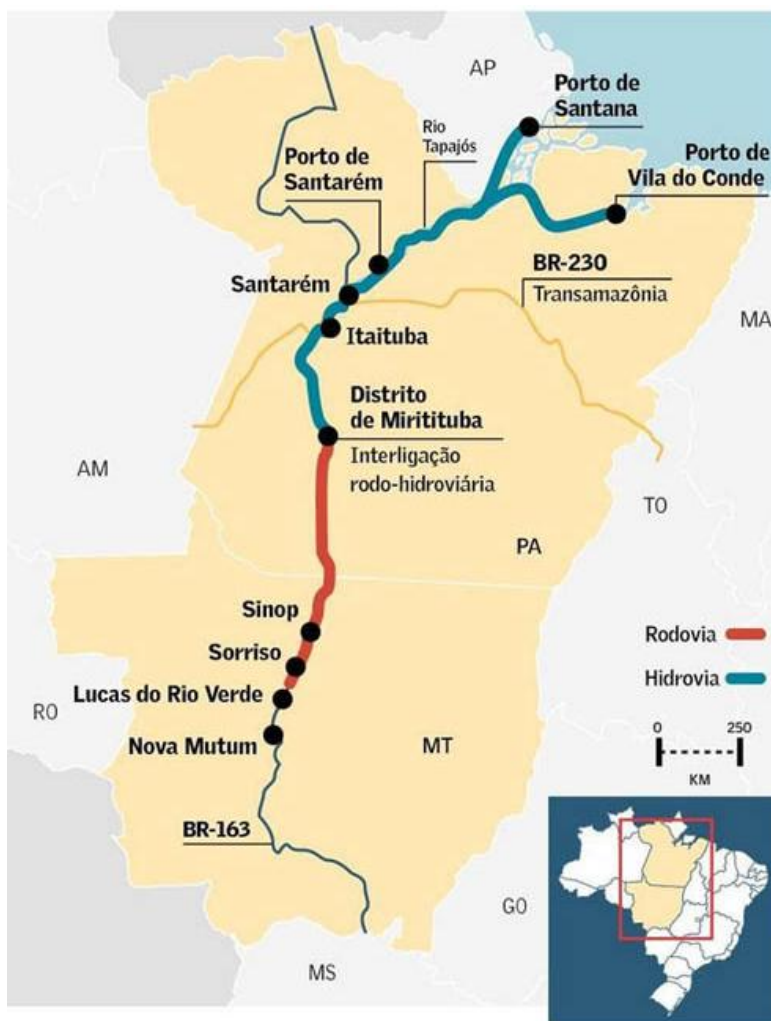 AP
Porto de
Santana
Rio
Tapajós
Porto de
Santarém
Porto de
Vila do Conde
BR-230
Transamazônia
Santarém
MA
Itaituba
Distrito
de Miritituba
Interligação
rodo-hidroviária
AM
TO
PA
Sinop
Rodovia
Sorriso
Hidrovia
Lucas do Rio Verde
RO
Nova Mutum
MT
0 250
KM
BR-163
GO
MS